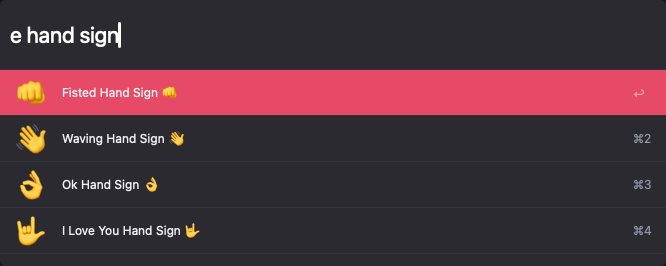 e hand sign
Fisted Hand Sign 👊 ↩
Waving Hand Sign 👋 ⌘2
Ok Hand Sign 👌 ⌘3
I Love You Hand Sign 🤟 ⌘4